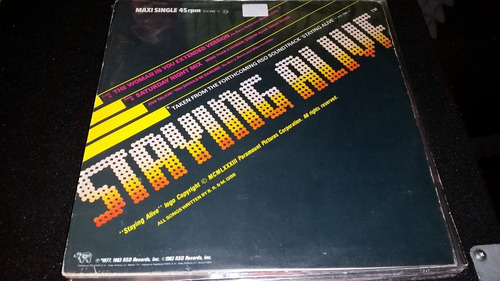 MAXI SINGLE 45rpm
THE WOMAN IN YOU EXTENDED VERSION
SATURDAY NIGHT MIX
TAKEN FROM THE FORTHCOMING RSO SOUNDTRACK "STAYING ALIVE"
STAYING ALIVE
TM
"Staying Alive" logo Copyright © MCMLXXXIII Paramount Pictures Corporation. All rights reserved.
ALL SONGS WRITTEN BY B. R. & M. GIBB
℗ *1977, 1983 RSO Records, Inc. © 1983 RSO Records, Inc.